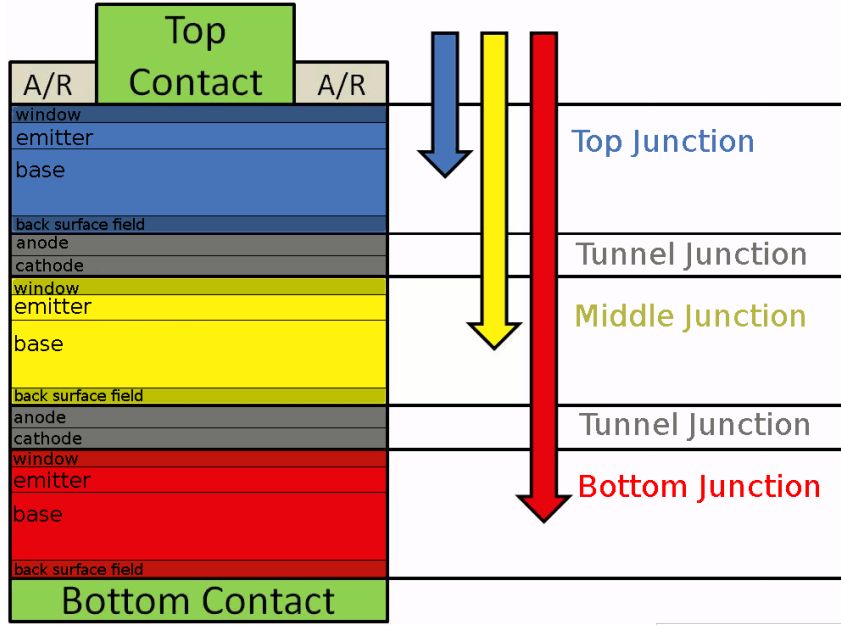 Top
Contact
A/R
A/R
window
emitter
base
back surface field
Top Junction
anode
cathode
Tunnel Junction
window
emitter
base
back surface field
Middle Junction
anode
cathode
Tunnel Junction
window
emitter
base
back surface field
Bottom Junction
Bottom Contact